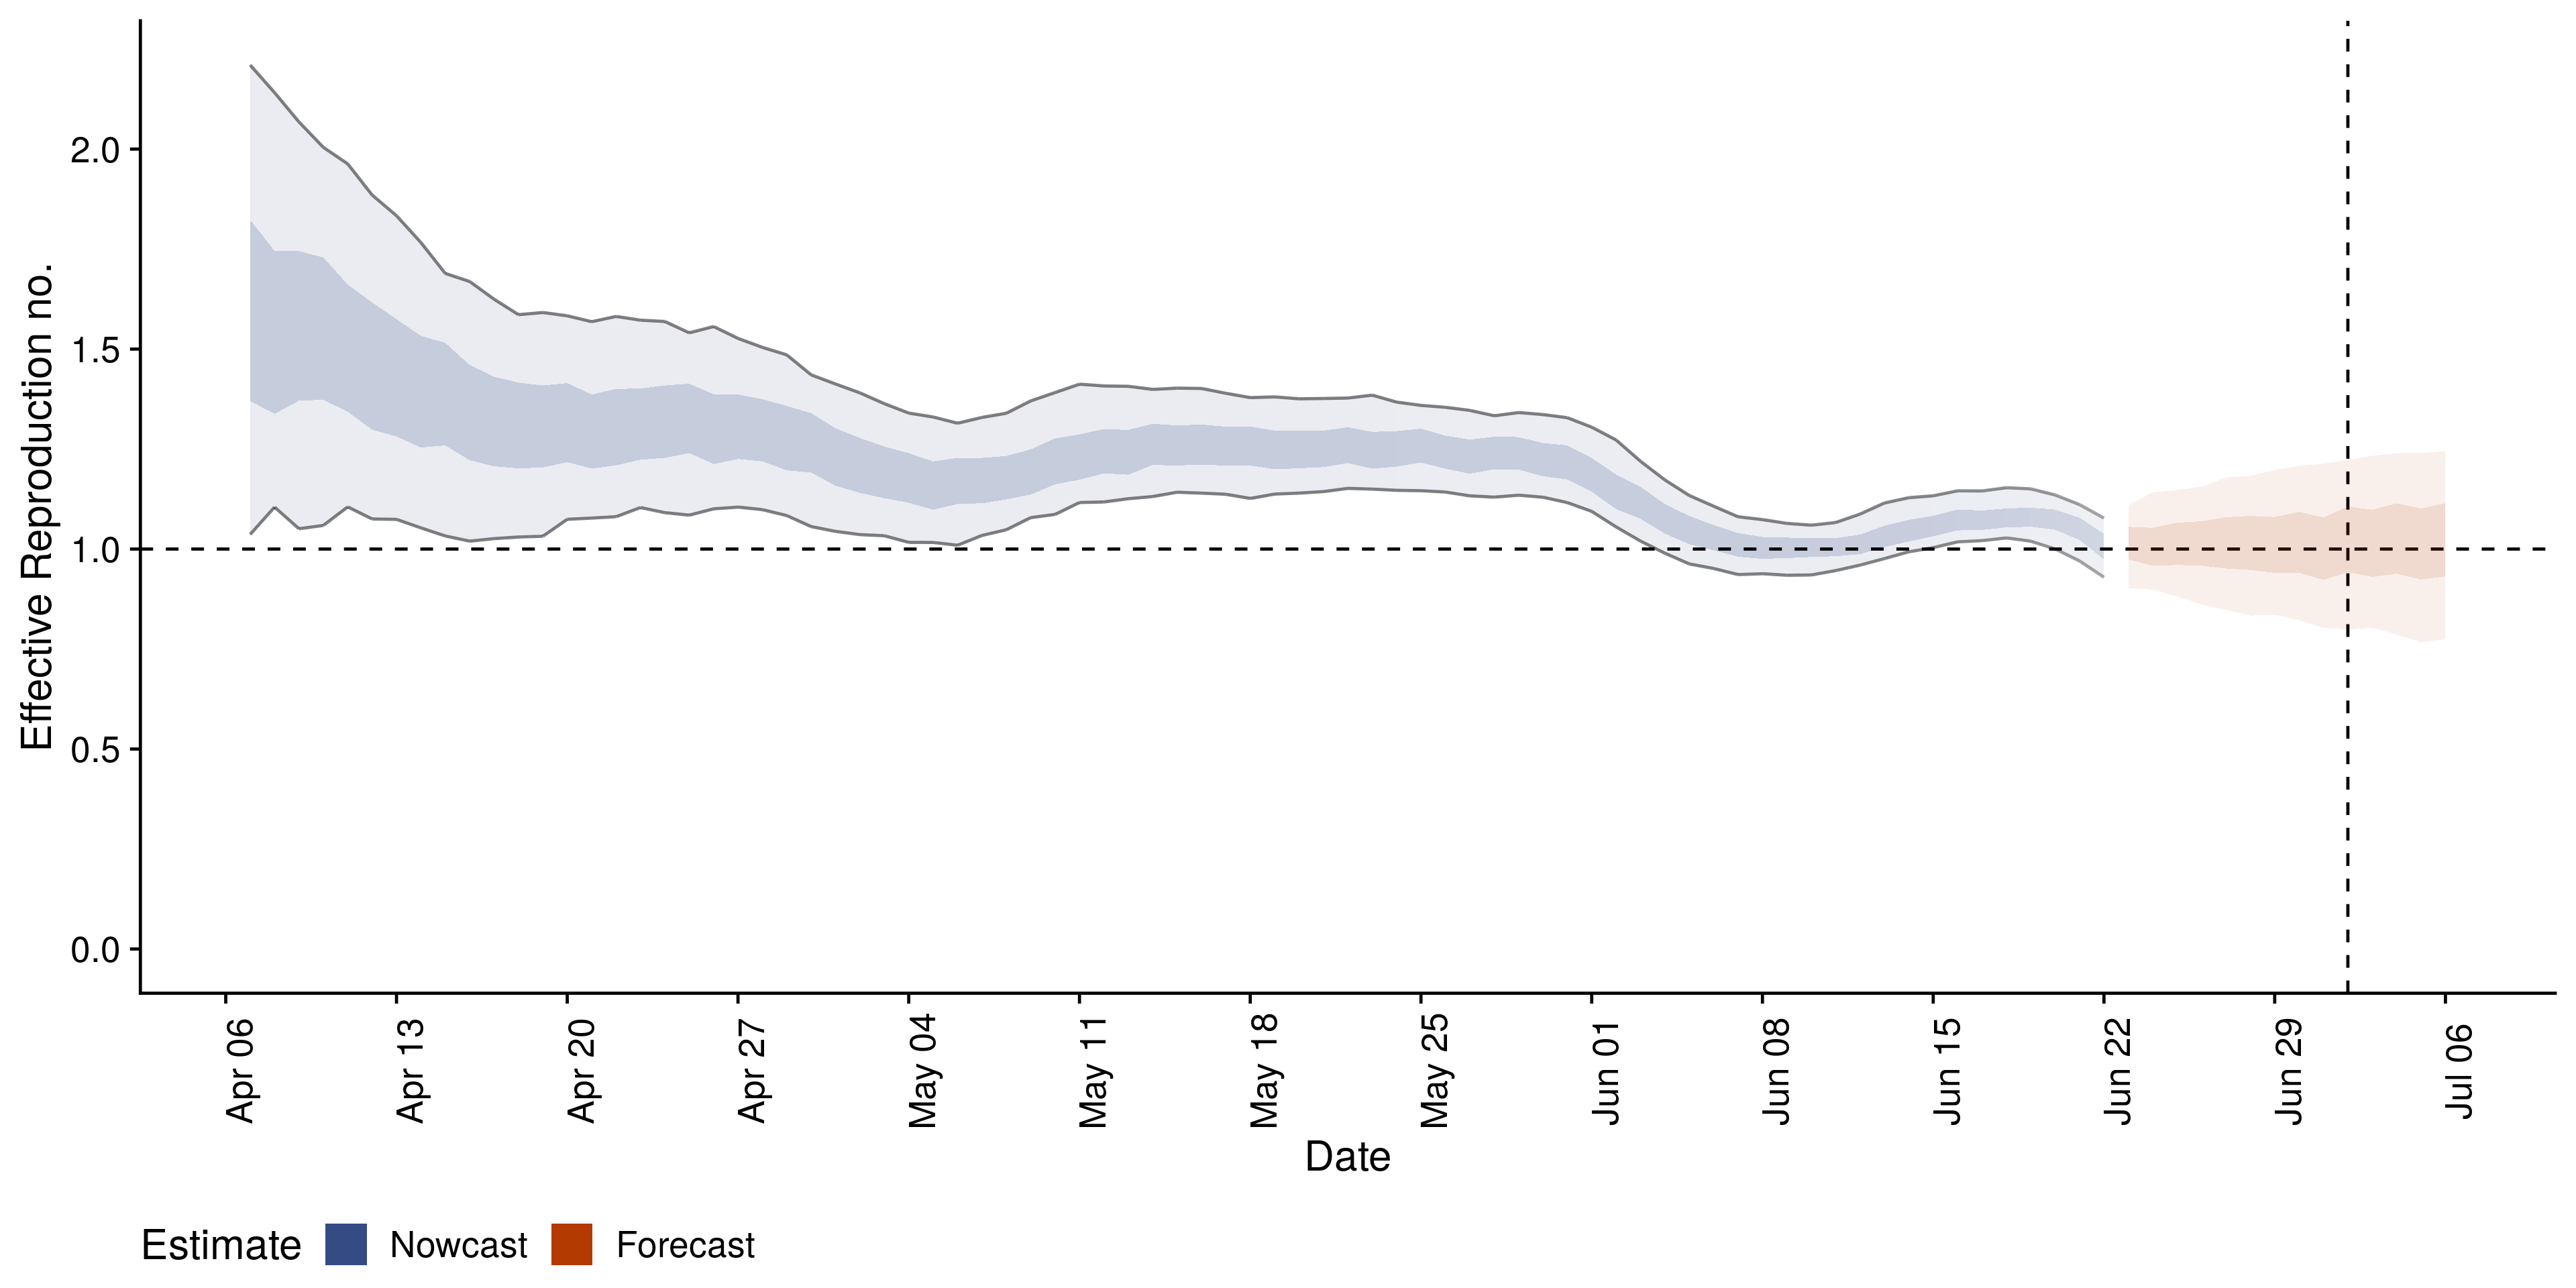 Effective Reproduction no.
2.0
1.5
1.0
0.5
0.0
Apr 06
Apr 13
Apr 20
Apr 27
May 04
May 11
May 18
May 25
Jun 01
Jun 08
Jun 15
Jun 22
Jun 29
Jul 06
Date
Estimate Nowcast Forecast